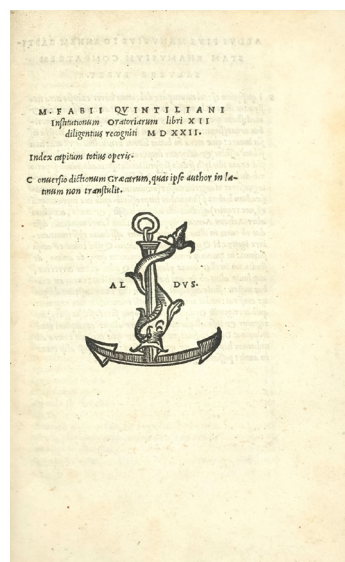 M. FABII QVINTILIANI
Institutionum Oratoriarum libri XII
diligentius recogniti MDXXII.
Index capitum totius operis.
Conuersio dictionum Græcarum, quas ipse author in la-
tinum non transtulit.
AL DVS.